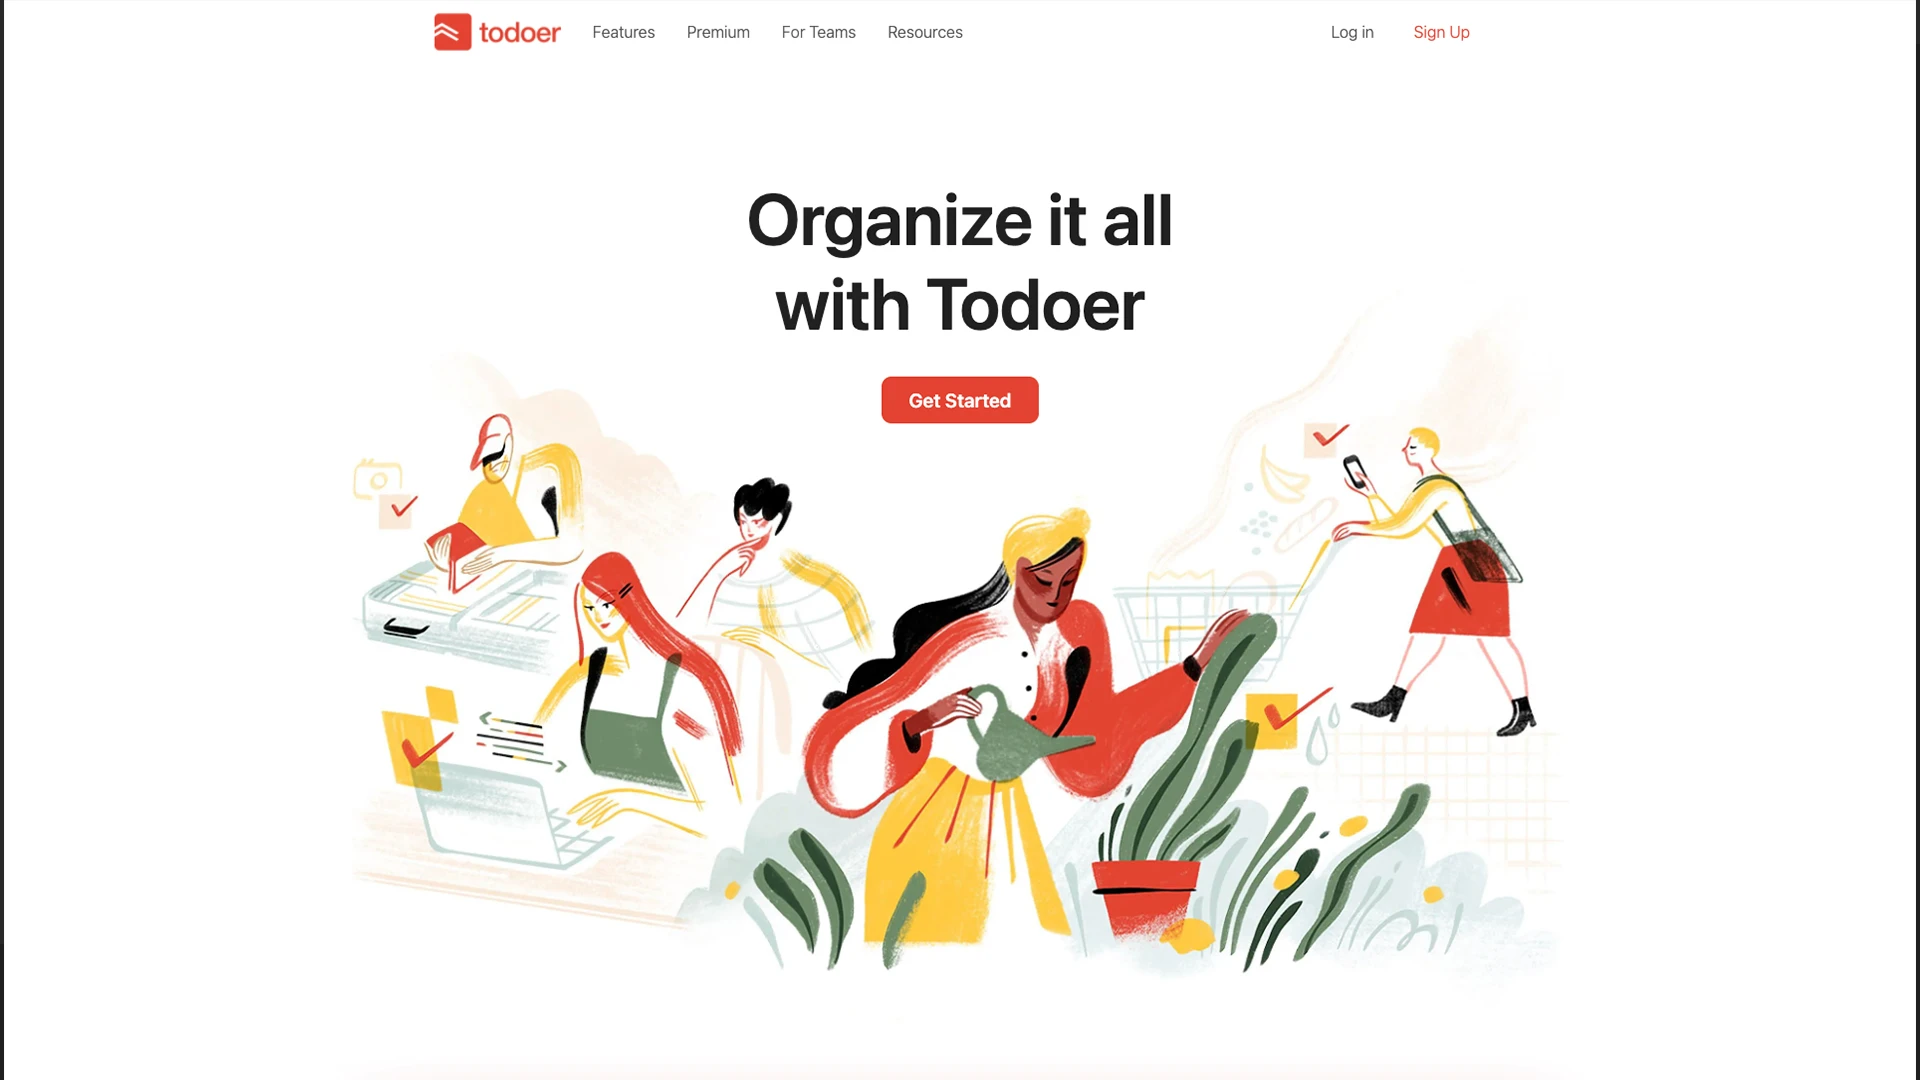 todoer Features Premium For Teams Resources Log in Sign Up
Organize it all
with Todoer
Get Started